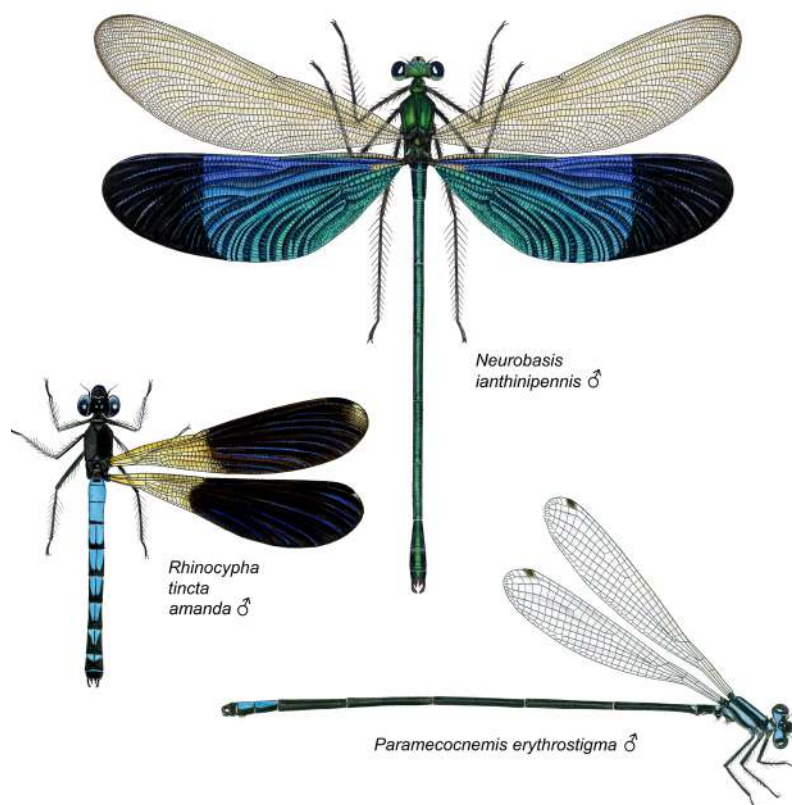 Neurobasis
ianthinipennis ♂
Rhinocypha
tincta
amanda ♂
Paramecocnemis erythrostigma ♂